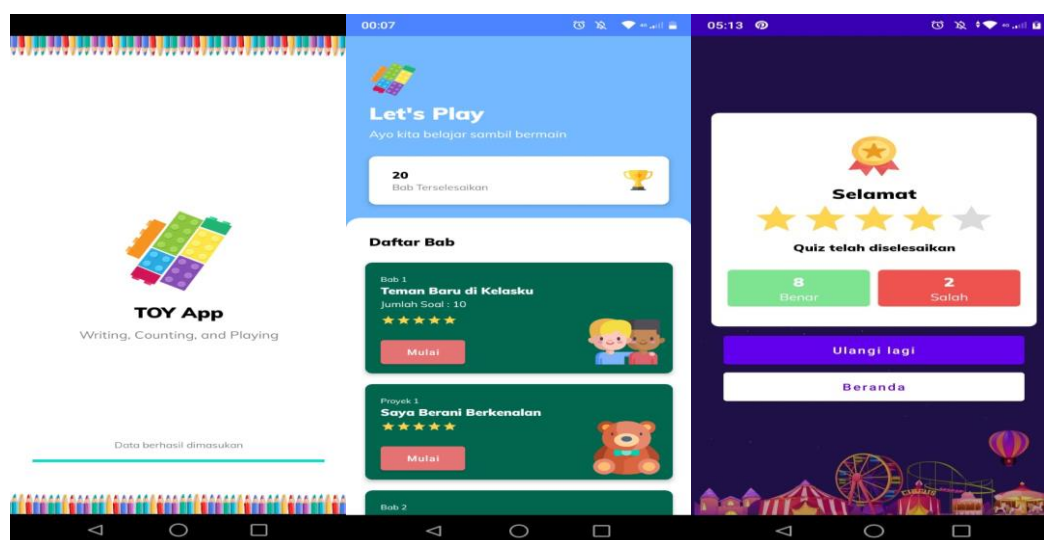 TOY App
Writing, Counting, and Playing
Data berhasil dimasukan
00:07
Let's Play
Ayo kita belajar sambil bermain
20
Bab Terselesaikan
Daftar Bab
Bab 1
Teman Baru di Kelasku
Jumlah Soal : 10
Mulai
Proyek 1
Saya Berani Berkenalan
Mulai
Bab 2
05:13
Selamat
Quiz telah diselesaikan
8
Benar
2
Salah
Ulangi lagi
Beranda